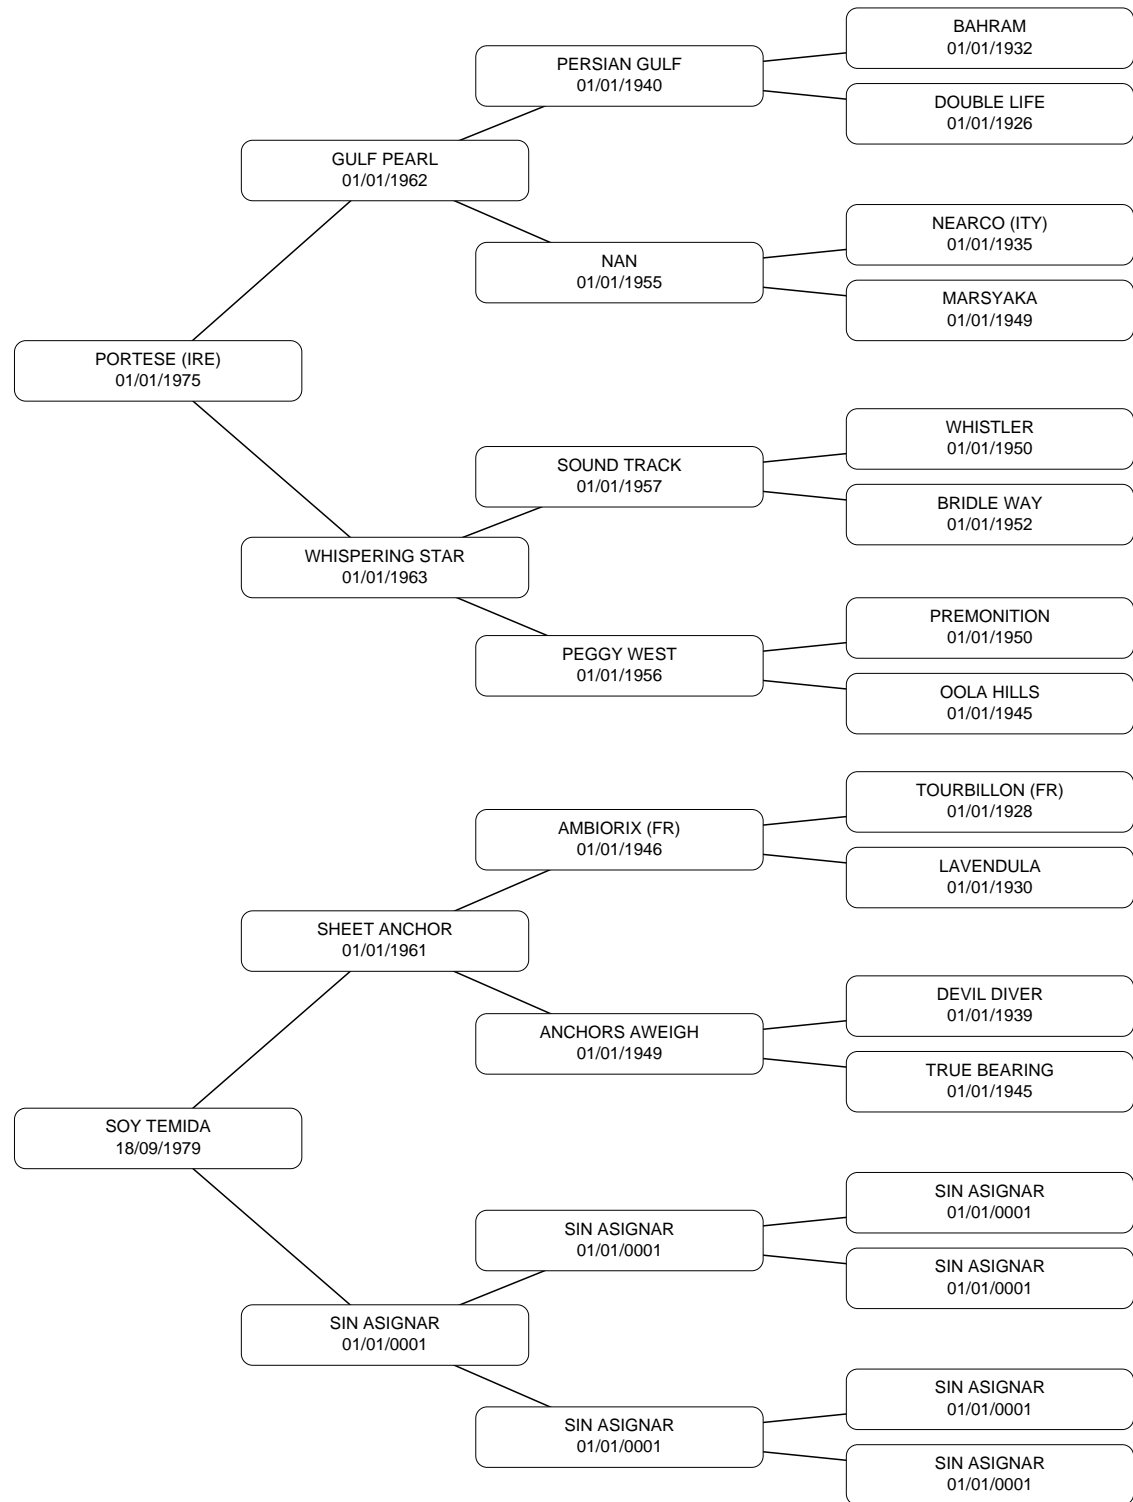 BAHRAM
01/01/1932
PERSIAN GULF
01/01/1940
DOUBLE LIFE
01/01/1926
GULF PEARL
01/01/1962
NEARCO (ITY)
01/01/1935
NAN
01/01/1955
MARSYAKA
01/01/1949
PORTESE (IRE)
01/01/1975
WHISTLER
01/01/1950
SOUND TRACK
01/01/1957
BRIDLE WAY
01/01/1952
WHISPERING STAR
01/01/1963
PREMONITION
01/01/1950
PEGGY WEST
01/01/1956
OOLA HILLS
01/01/1945
TOURBILLON (FR)
01/01/1928
AMBIORIX (FR)
01/01/1946
LAVENDULA
01/01/1930
SHEET ANCHOR
01/01/1961
DEVIL DIVER
01/01/1939
ANCHORS AWEIGH
01/01/1949
TRUE BEARING
01/01/1945
SOY TEMIDA
18/09/1979
SIN ASIGNAR
01/01/0001
SIN ASIGNAR
01/01/0001
SIN ASIGNAR
01/01/0001
SIN ASIGNAR
01/01/0001
SIN ASIGNAR
01/01/0001
SIN ASIGNAR
01/01/0001
SIN ASIGNAR
01/01/0001